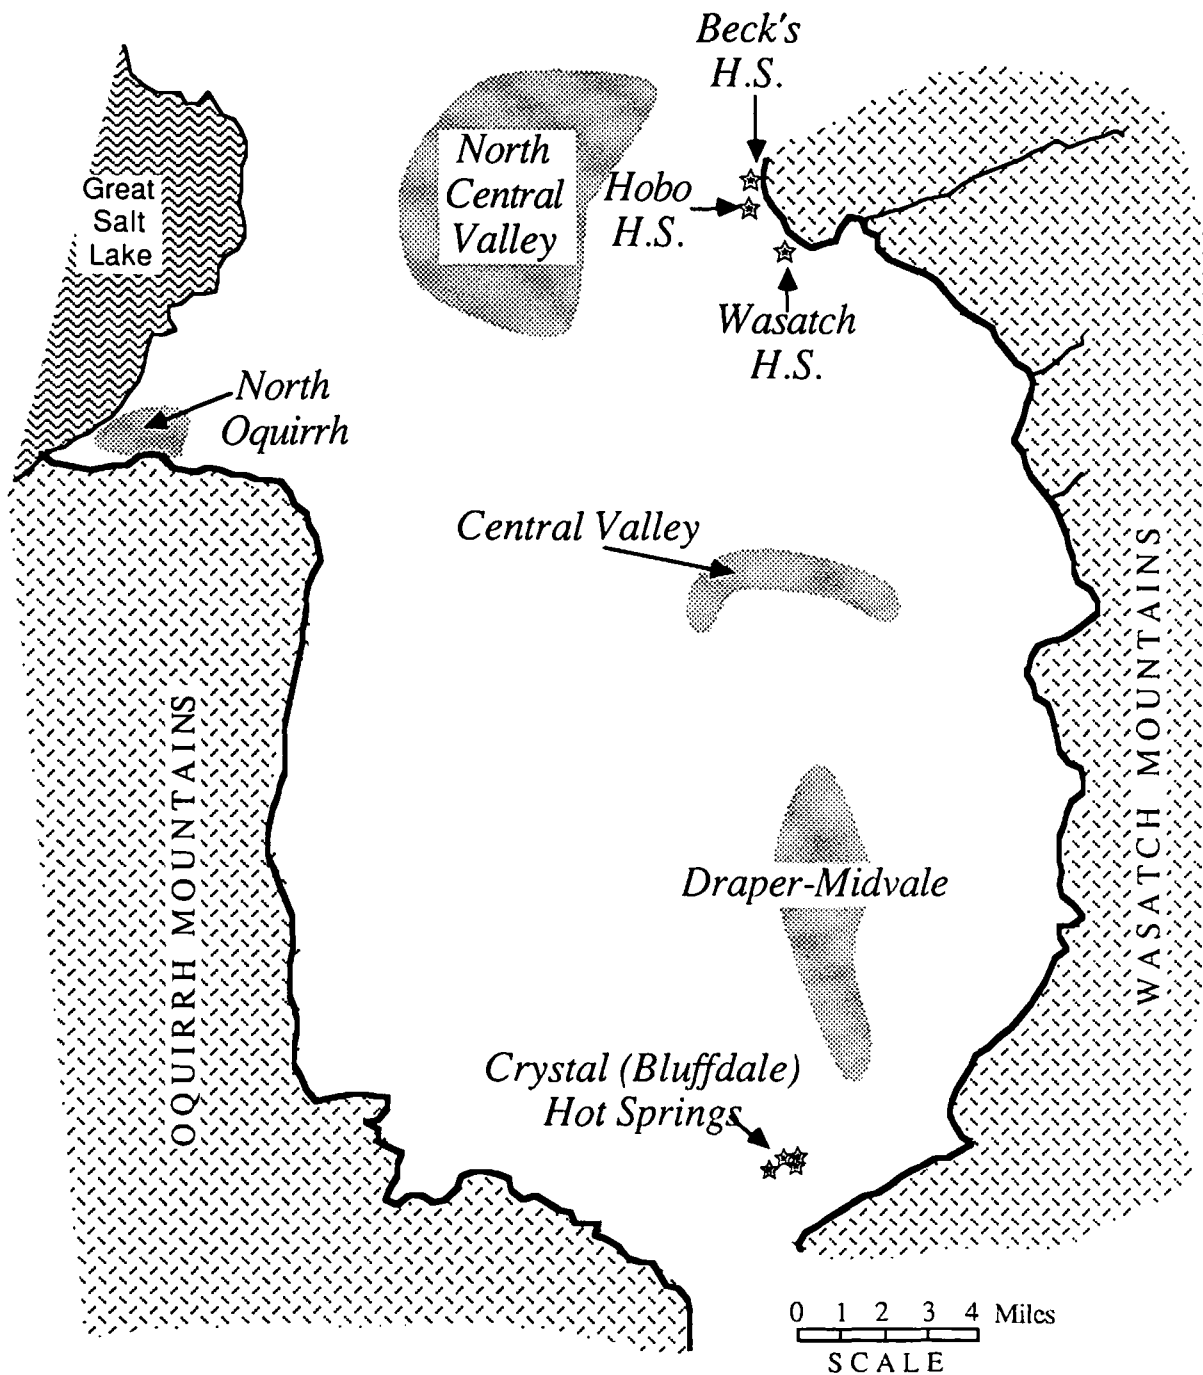 Beck's
H.S.
North
Central
Valley
Great
Salt
Lake
Hobo
H.S.
Wasatch
H.S.
North
Oquirrh
Central Valley
WASATCH MOUNTAINS
OQUIRRH MOUNTAINS
Draper-Midvale
Crystal (Bluffdale)
Hot Springs
0 1 2 3 4 Miles
SCALE